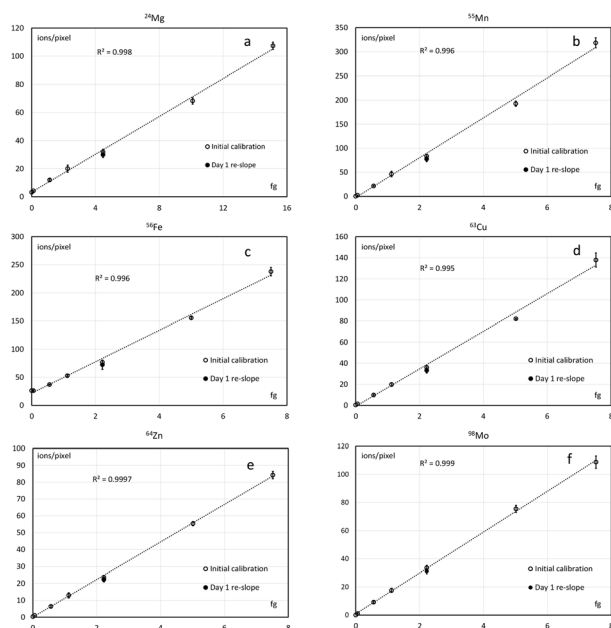 ²⁴Mg
ions/pixel
a
R² = 0.998
Initial calibration
Day 1 re-slope
fg
120
100
80
60
40
20
0
0 4 8 12 16
⁵⁵Mn
ions/pixel
b
R² = 0.996
Initial calibration
Day 1 re-slope
fg
350
300
250
200
150
100
50
0
0 2 4 6 8
⁵⁶Fe
ions/pixel
c
R² = 0.996
Initial calibration
Day 1 re-slope
fg
300
250
200
150
100
50
0
0 2 4 6 8
⁶³Cu
ions/pixel
d
R² = 0.995
Initial calibration
Day 1 re-slope
fg
160
140
120
100
80
60
40
20
0
0 2 4 6 8
⁶⁴Zn
ions/pixel
e
R² = 0.9997
Initial calibration
Day 1 re-slope
fg
100
90
80
70
60
50
40
30
20
10
0
0 2 4 6 8
⁹⁸Mo
ions/pixel
f
R² = 0.999
Initial calibration
Day 1 re-slope
fg
120
100
80
60
40
20
0
0 2 4 6 8